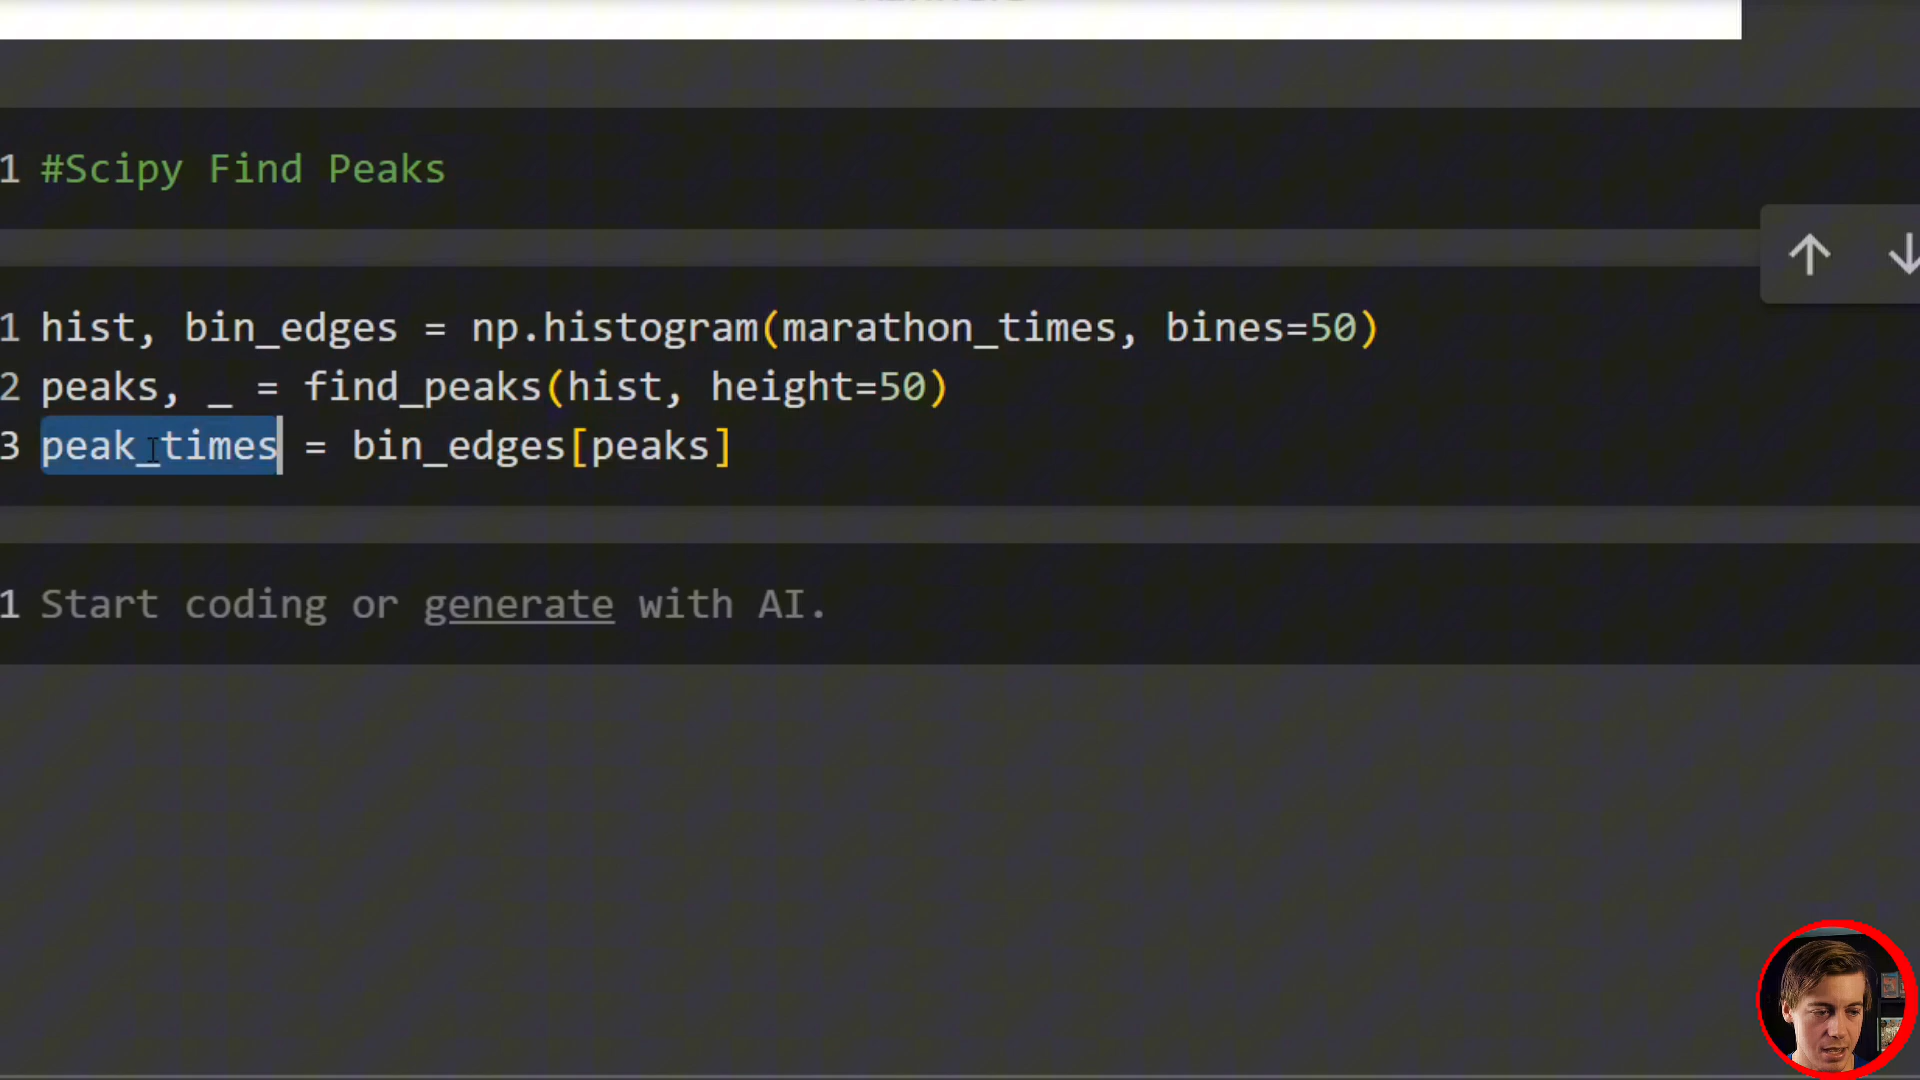 1 #Scipy Find Peaks
1 hist, bin_edges = np.histogram(marathon_times, bines=50)
2 peaks, _ = find_peaks(hist, height=50)
3 peak_times = bin_edges[peaks]
1 Start coding or generate with AI.